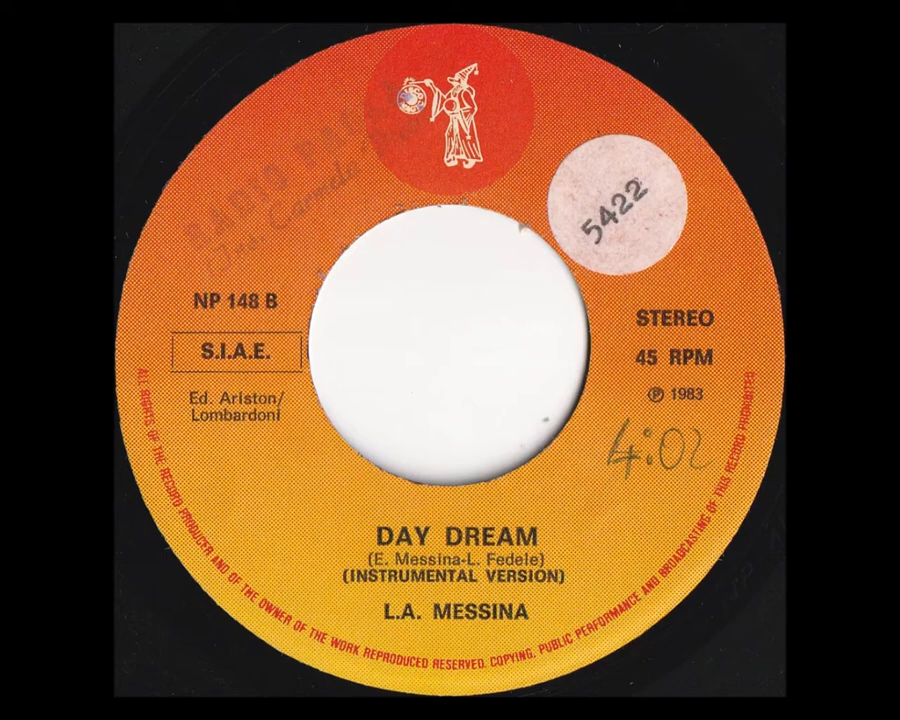 RADIO
5422
NP 148 B
S.I.A.E.
Ed. Ariston/
Lombardoni
STEREO
45 RPM
℗ 1983
4:02
DAY DREAM
(E. Messina-L. Fedele)
(INSTRUMENTAL VERSION)
L.A. MESSINA
ALL RIGHTS OF THE RECORD PRODUCER AND OF THE OWNER OF THE WORK REPRODUCED RESERVED. COPYING, PUBLIC PERFORMANCE AND BROADCASTING OF THIS RECORD PROHIBITED